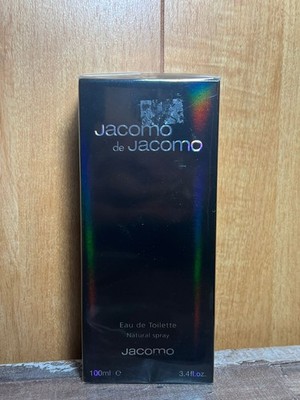 Jacomo
de Jacomo
Eau de Toilette
Natural spray
Jacomo
100ml ℮ 3.4fl.oz.